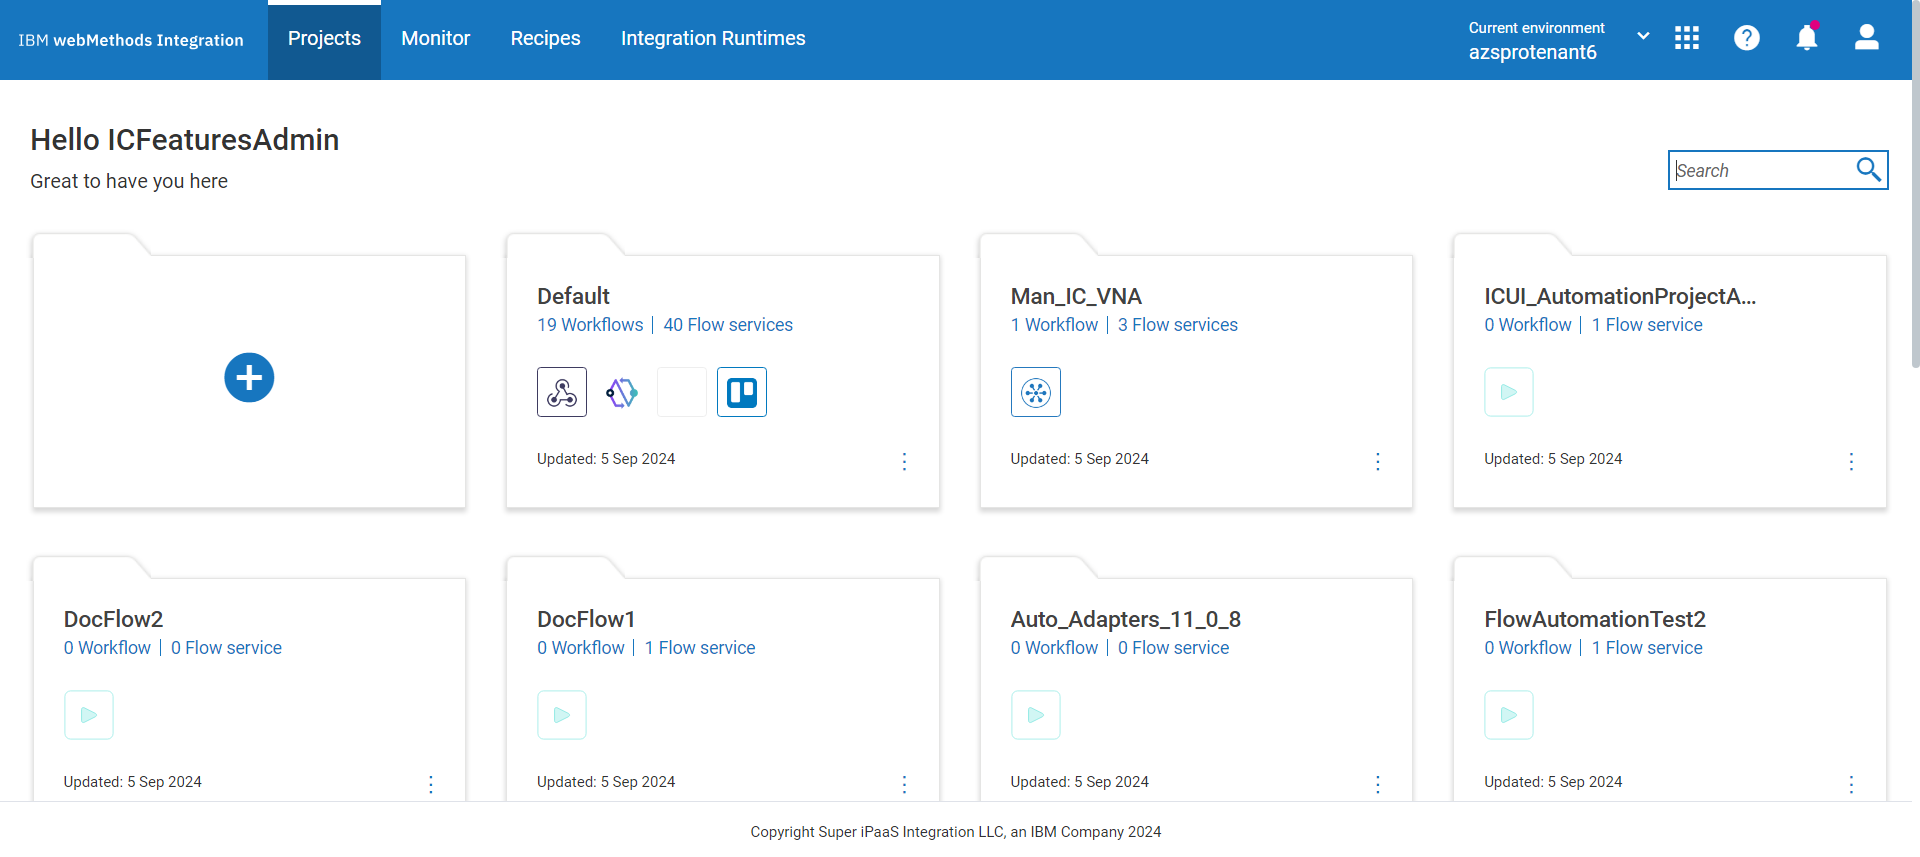 IBM webMethods Integration
Projects
Monitor
Recipes
Integration Runtimes
Current environment
azsprotenant6
Hello ICFeaturesAdmin
Great to have you here
Search
Default
19 Workflows | 40 Flow services
Updated: 5 Sep 2024
Man_IC_VNA
1 Workflow | 3 Flow services
Updated: 5 Sep 2024
ICUI_AutomationProjectA...
0 Workflow | 1 Flow service
Updated: 5 Sep 2024
DocFlow2
0 Workflow | 0 Flow service
Updated: 5 Sep 2024
DocFlow1
0 Workflow | 1 Flow service
Updated: 5 Sep 2024
Auto_Adapters_11_0_8
0 Workflow | 0 Flow service
Updated: 5 Sep 2024
FlowAutomationTest2
0 Workflow | 1 Flow service
Updated: 5 Sep 2024
Copyright Super iPaaS Integration LLC, an IBM Company 2024